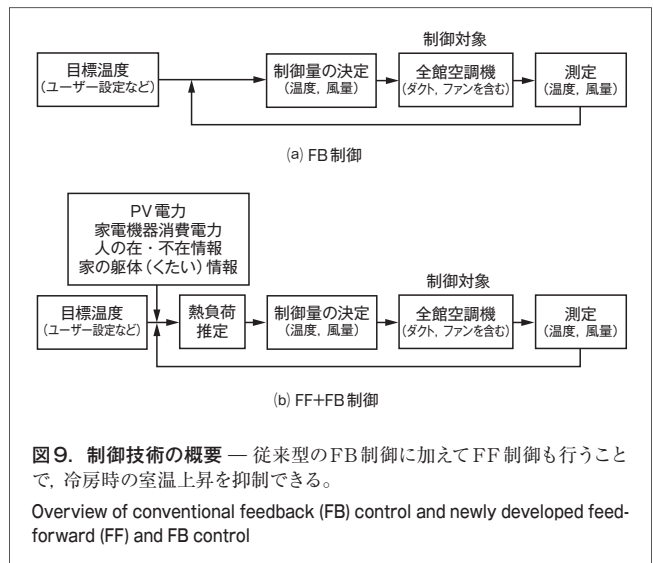 制御対象
目標温度
(ユーザー設定など)
制御量の決定
(温度, 風量)
全館空調機
(ダクト, ファンを含む)
測定
(温度, 風量)
(a) FB制御
PV電力
家電機器消費電力
人の在・不在情報
家の躯体(くたい)情報
制御対象
目標温度
(ユーザー設定など)
熱負荷
推定
制御量の決定
(温度, 風量)
全館空調機
(ダクト, ファンを含む)
測定
(温度, 風量)
(b) FF+FB制御
図9. 制御技術の概要 — 従来型のFB制御に加えてFF制御も行うこと
で, 冷房時の室温上昇を抑制できる。
Overview of conventional feedback (FB) control and newly developed feed-
forward (FF) and FB control